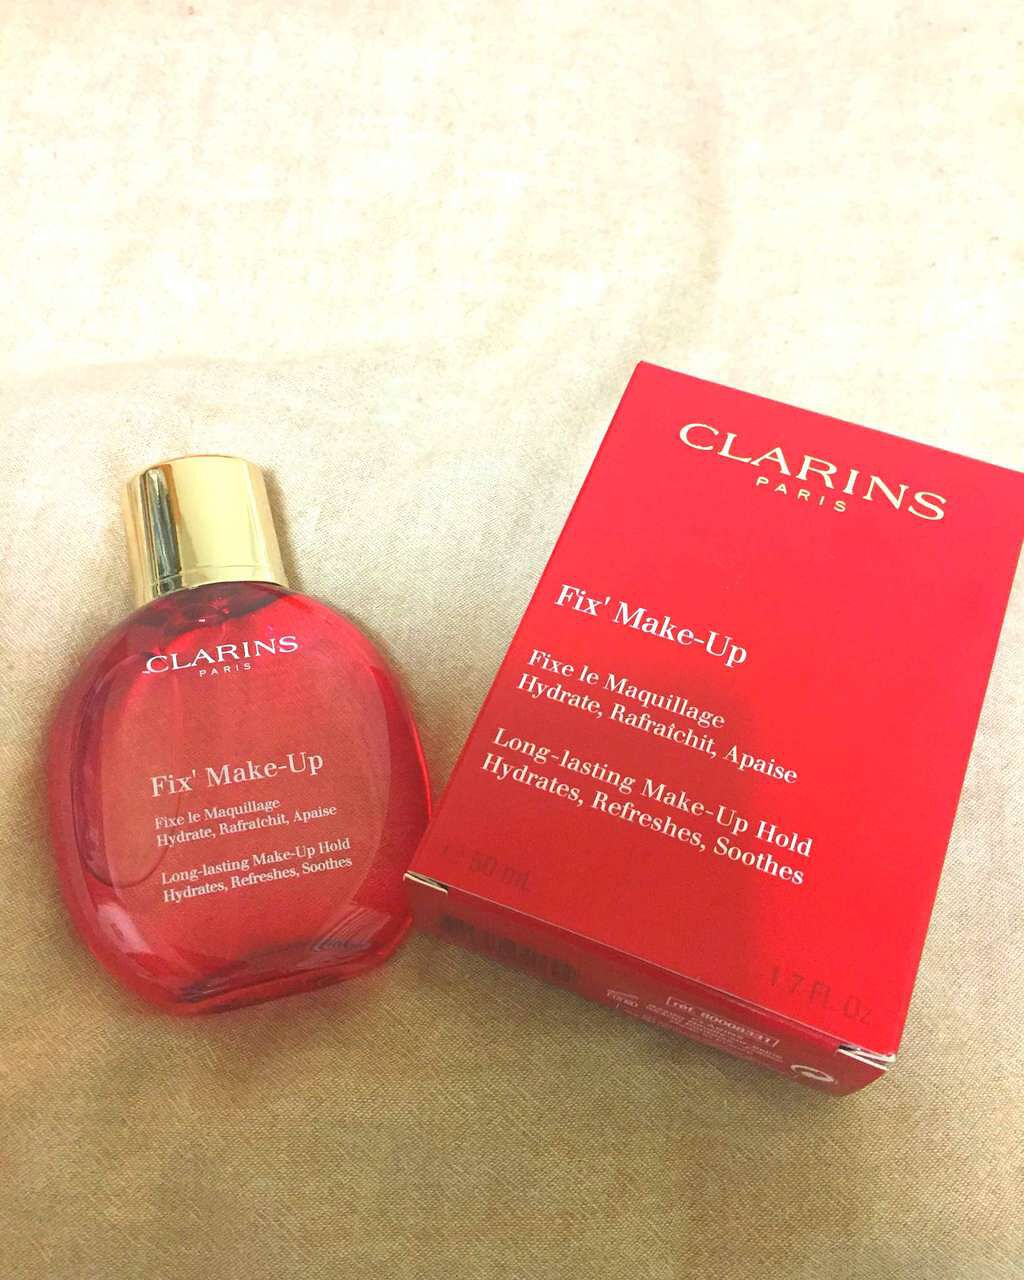 CLARINS
PARIS
Fix' Make-Up
Fixe le Maquillage
Hydrate, Rafraîchit, Apaise
Long-lasting Make-Up Hold
Hydrates, Refreshes, Soothes
CLARINS
PARIS
Fix' Make-Up
Fixe le Maquillage
Hydrate, Rafraîchit, Apaise
Long-lasting Make-Up Hold
Hydrates, Refreshes, Soothes
50 mL
1.7 FL. Oz